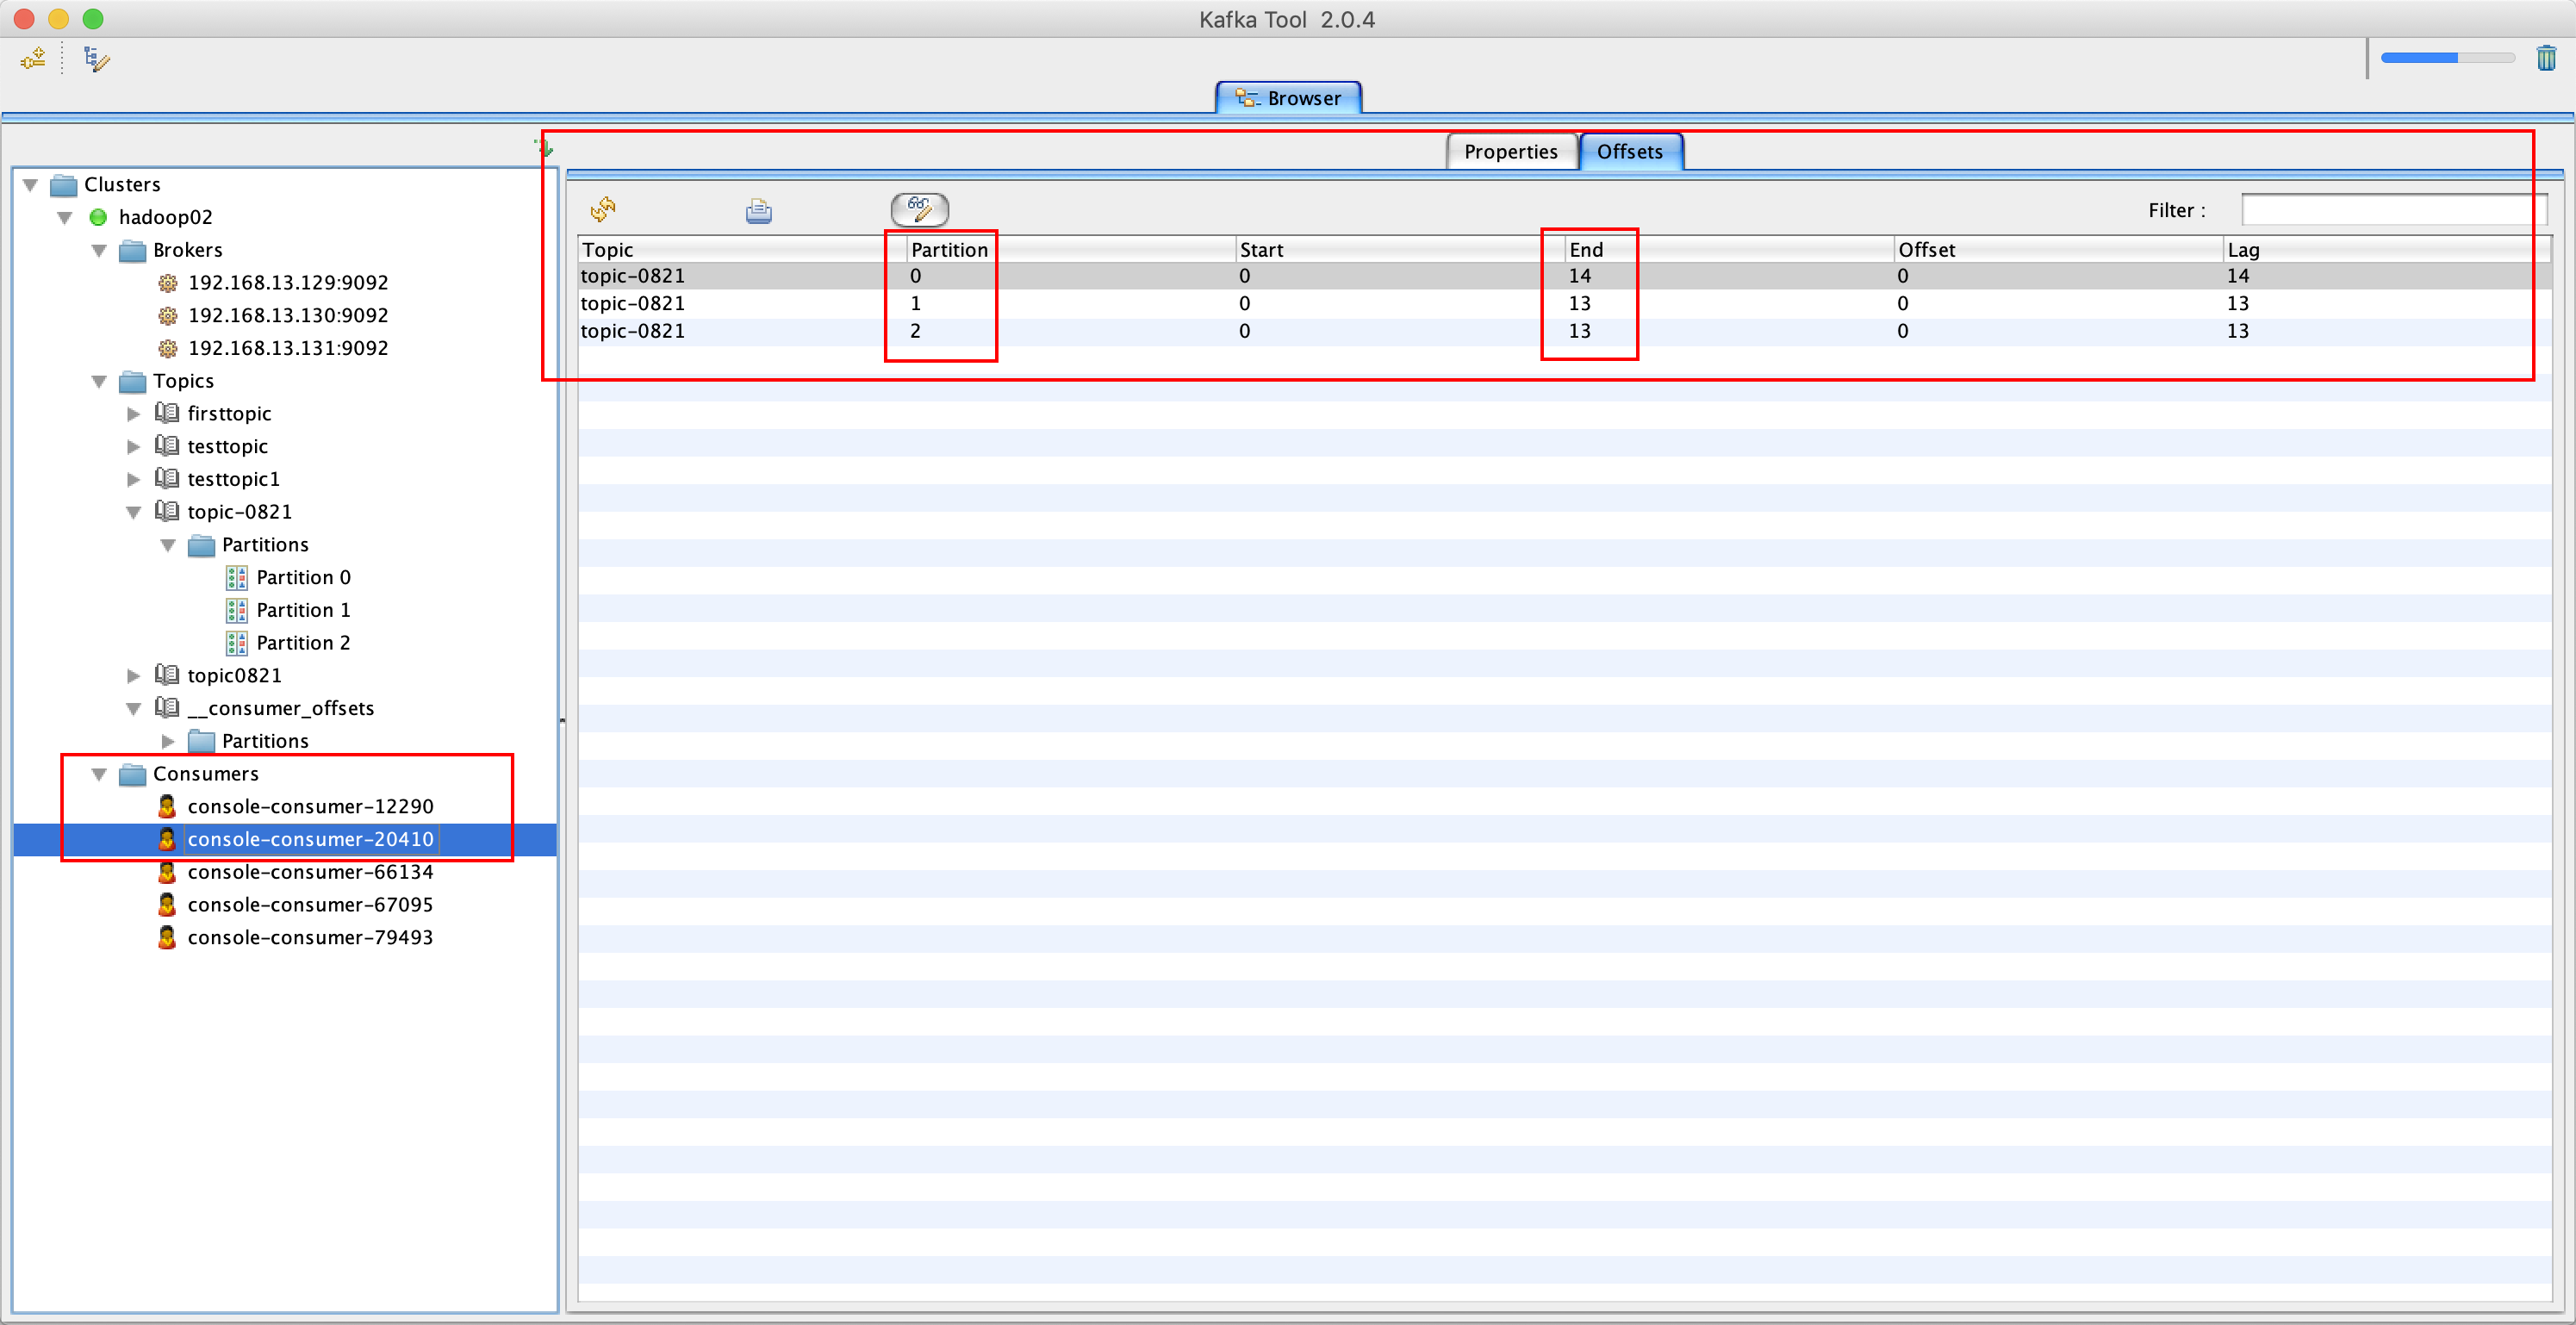 Kafka Tool 2.0.4
Browser
Properties Offsets
Filter :
Clusters
hadoop02
Brokers
192.168.13.129:9092
192.168.13.130:9092
192.168.13.131:9092
Topics
firsttopic
testtopic
testtopic1
topic-0821
Partitions
Partition 0
Partition 1
Partition 2
topic0821
__consumer_offsets
Partitions
Consumers
console-consumer-12290
console-consumer-20410
console-consumer-66134
console-consumer-67095
console-consumer-79493
Topic Partition Start End Offset Lag
topic-0821 0 0 14 0 14
topic-0821 1 0 13 0 13
topic-0821 2 0 13 0 13